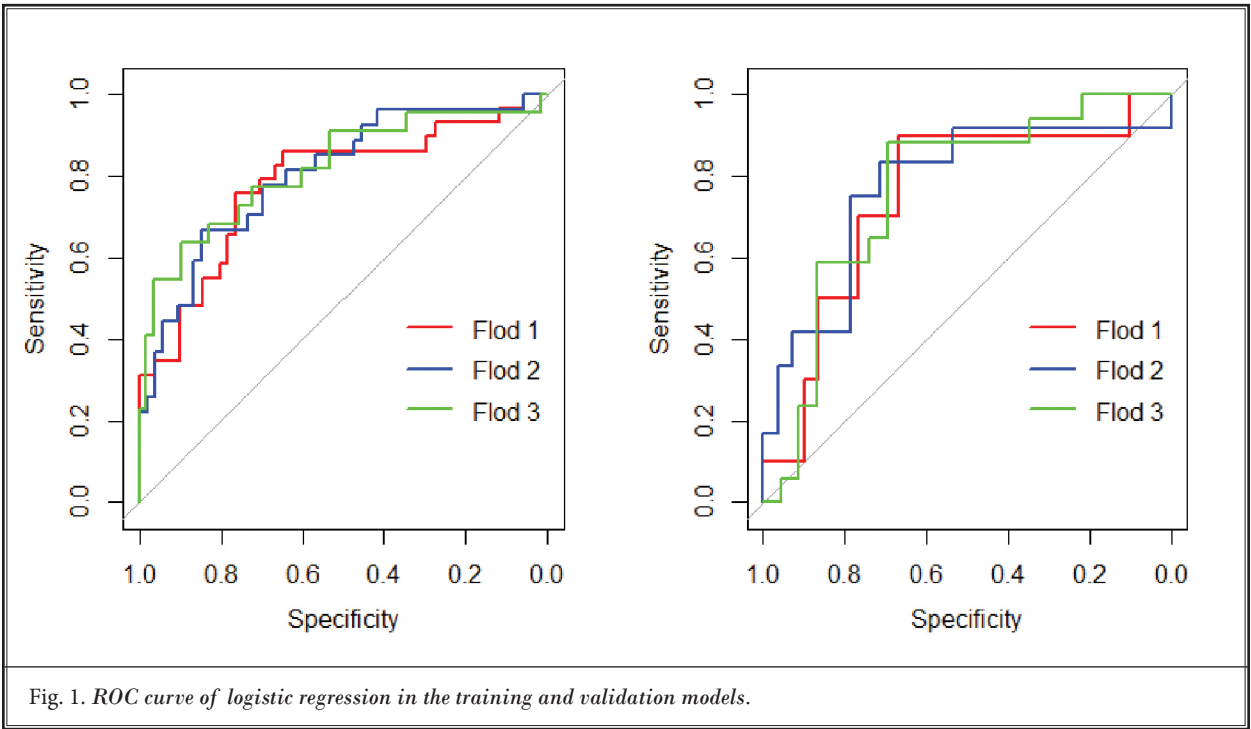 1.0
0.8
0.6
0.4
0.2
0.0
Sensitivity
Flod 1
Flod 2
Flod 3
1.0 0.8 0.6 0.4 0.2 0.0
Specificity
1.0
0.8
0.6
0.4
0.2
0.0
Sensitivity
Flod 1
Flod 2
Flod 3
1.0 0.8 0.6 0.4 0.2 0.0
Specificity
Fig. 1. ROC curve of logistic regression in the training and validation models.